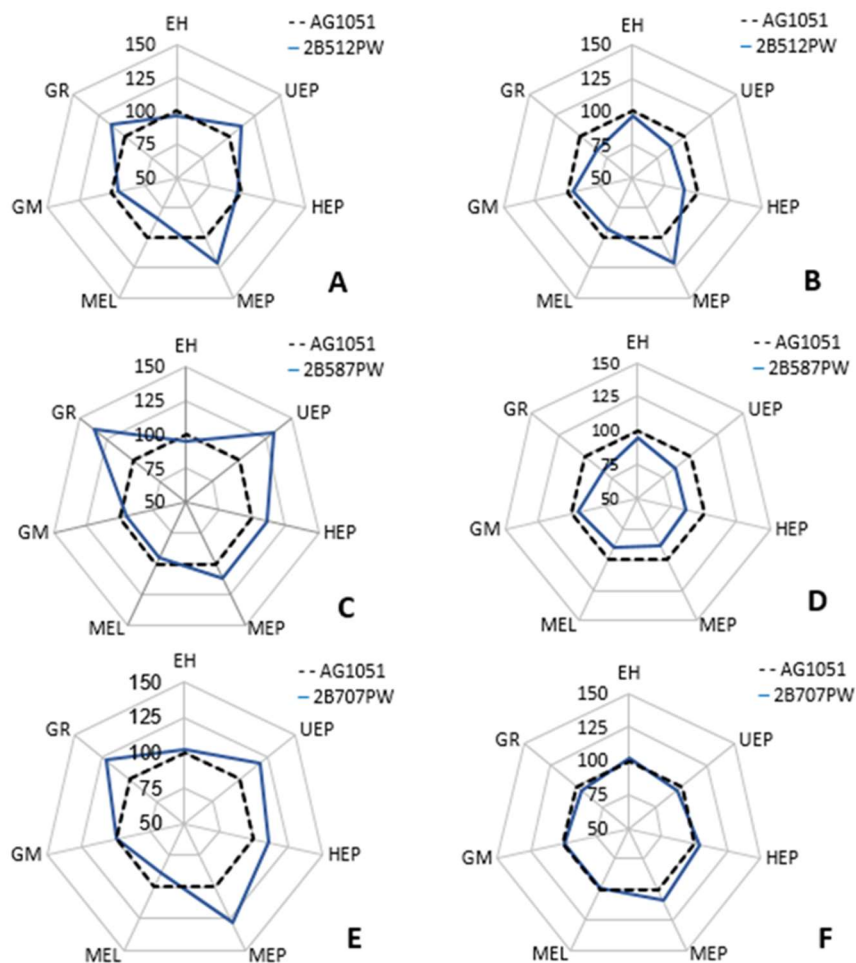 EH
--- AG1051
– 2B512PW
150
125
100
75
50
GR
UEP
GM
HEP
MEL
MEP
A
EH
--- AG1051
– 2B512PW
150
125
100
75
50
GR
UEP
GM
HEP
MEL
MEP
B
EH
--- AG1051
– 2B587PW
150
125
100
75
50
GR
UEP
GM
HEP
MEL
MEP
C
EH
--- AG1051
– 2B587PW
150
125
100
75
50
GR
UEP
GM
HEP
MEL
MEP
D
EH
--- AG1051
– 2B707PW
150
125
100
75
50
GR
UEP
GM
HEP
MEL
MEP
E
EH
--- AG1051
– 2B707PW
150
125
100
75
50
GR
UEP
GM
HEP
MEL
MEP
F